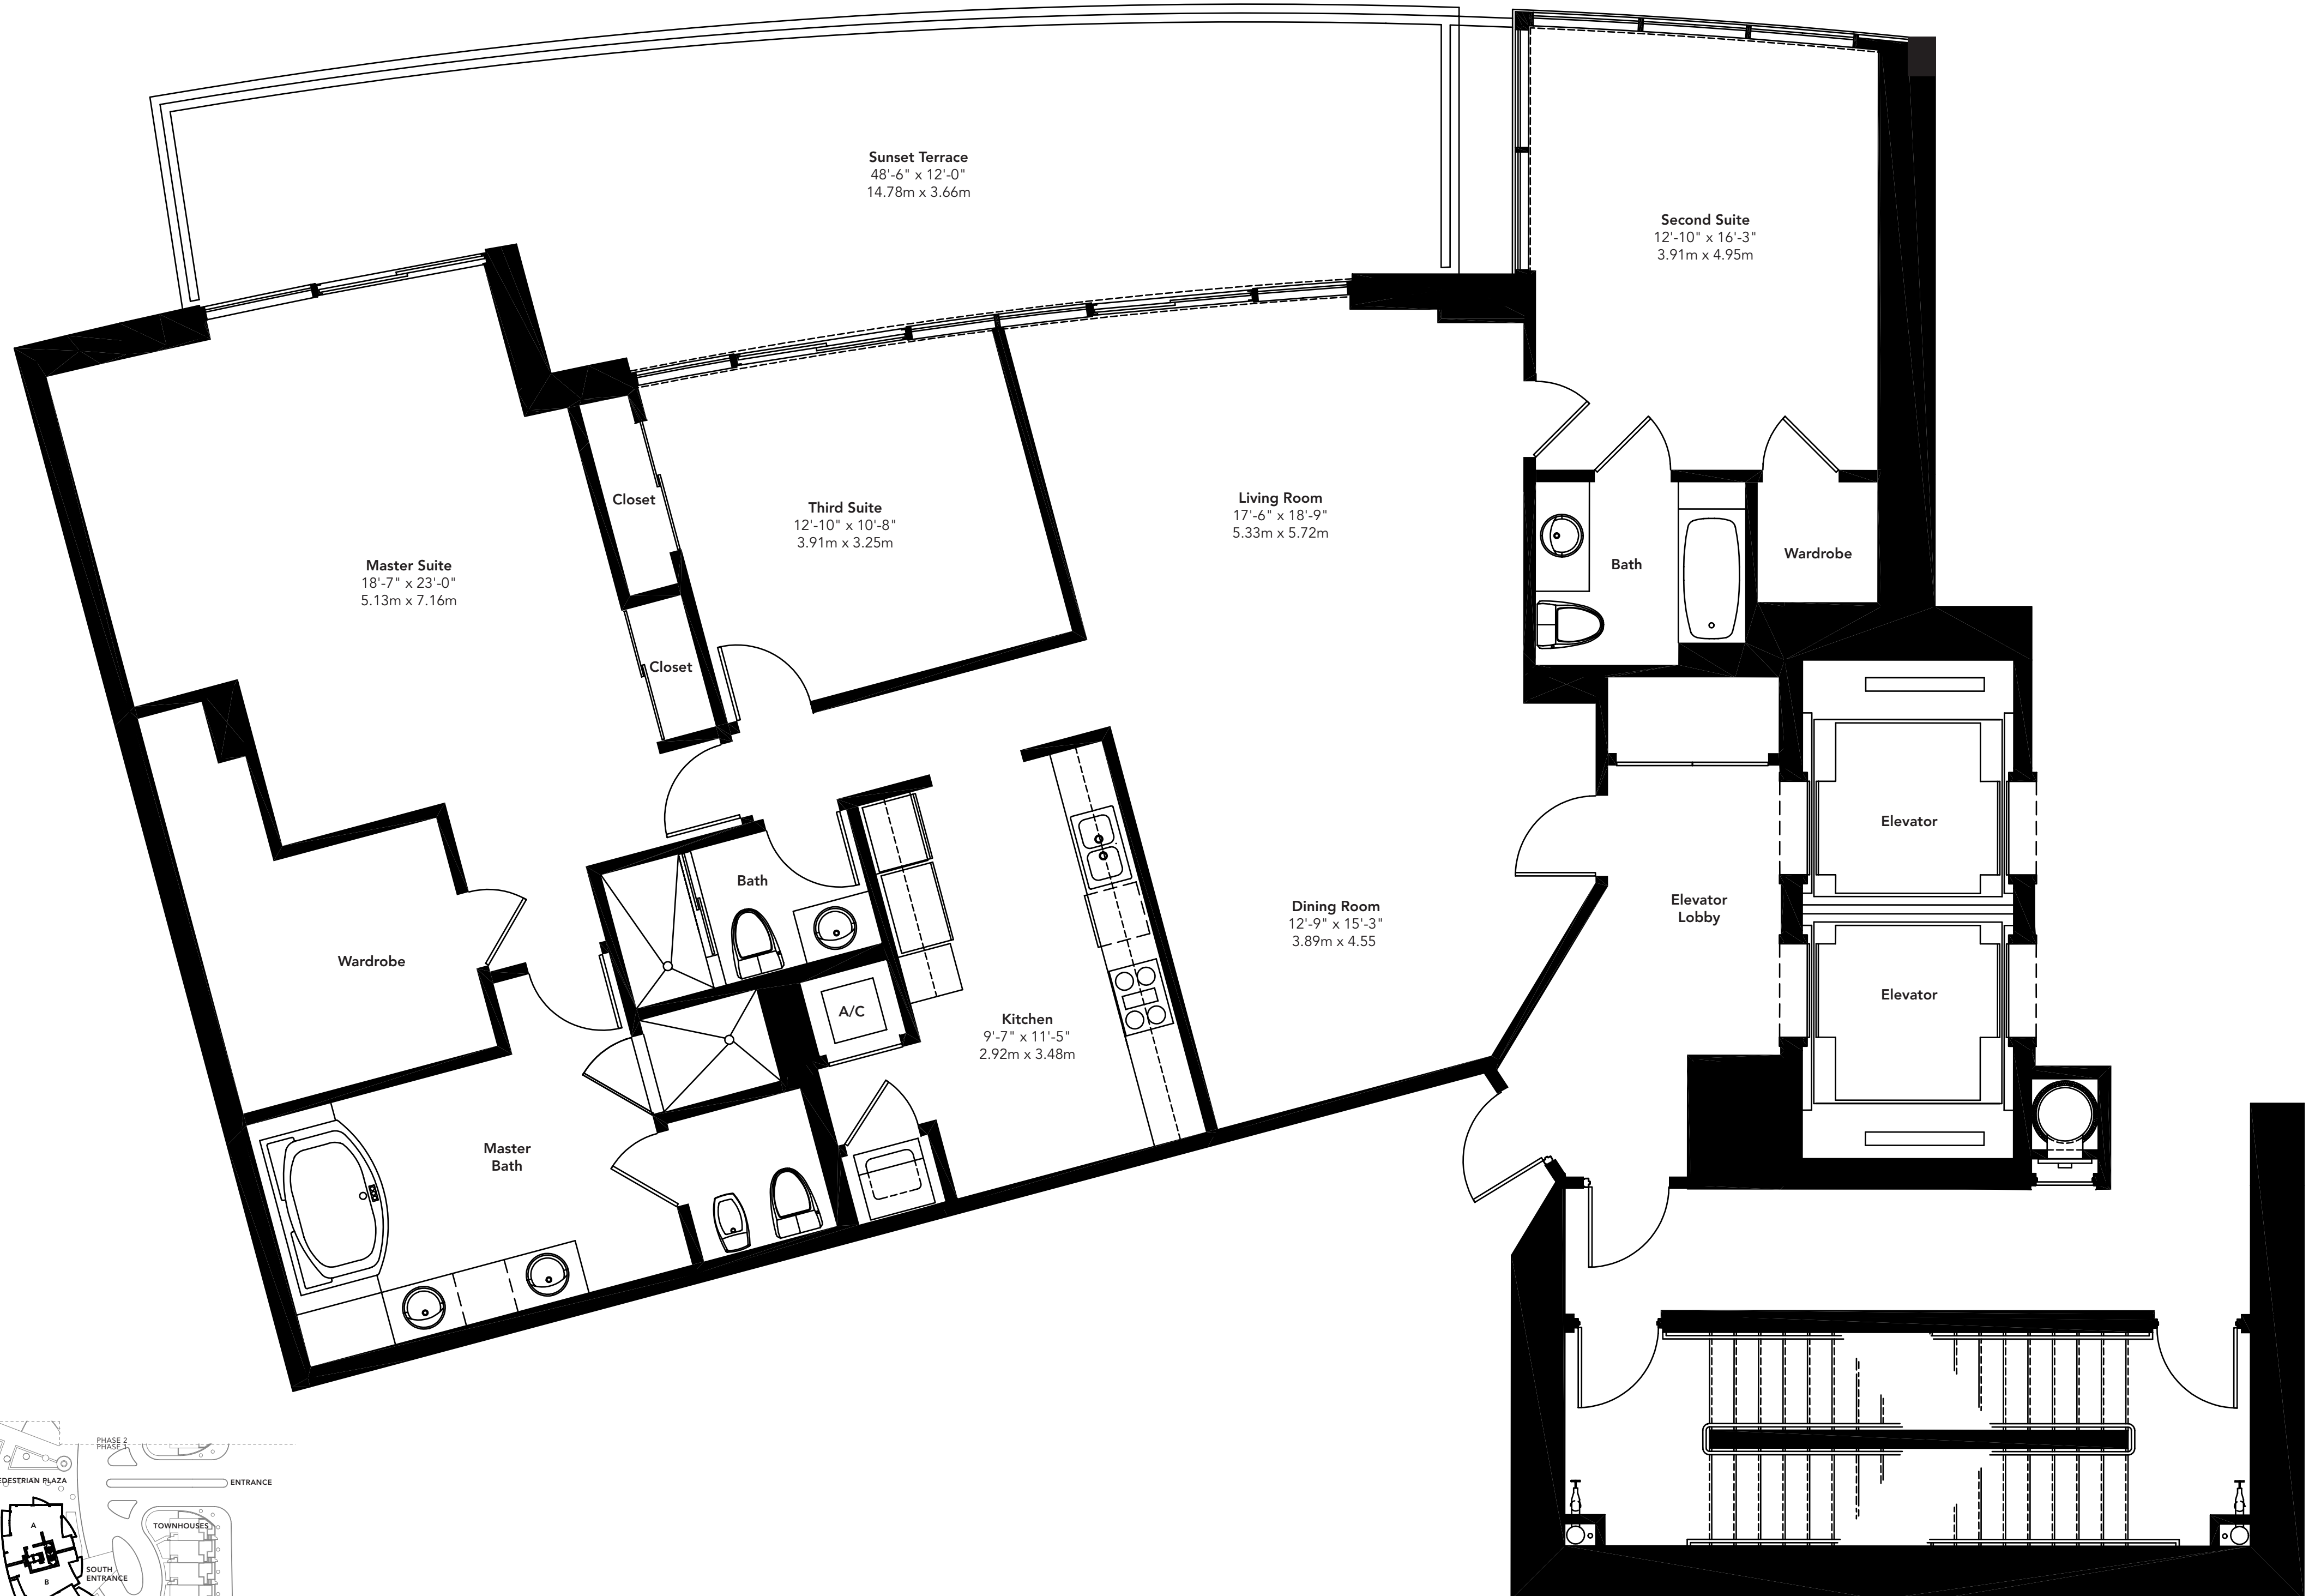 Sunset Terrace
48'-6" x 12'-0"
14.78m x 3.66m
Second Suite
12'-10" x 16'-3"
3.91m x 4.95m
Closet
Third Suite
12'-10" x 10'-8"
3.91m x 3.25m
Living Room
17'-6" x 18'-9"
5.33m x 5.72m
Master Suite
18'-7" x 23'-0"
5.13m x 7.16m
Bath
Wardrobe
Closet
Elevator
Bath
Elevator
Lobby
Dining Room
12'-9" x 15'-3"
3.89m x 4.55
Wardrobe
Elevator
A/C
Kitchen
9'-7" x 11'-5"
2.92m x 3.48m
Master
Bath
PHASE 2
PHASE 1
EDESTRIAN PLAZA
ENTRANCE
A
TOWNHOUSES
SOUTH
ENTRANCE
B